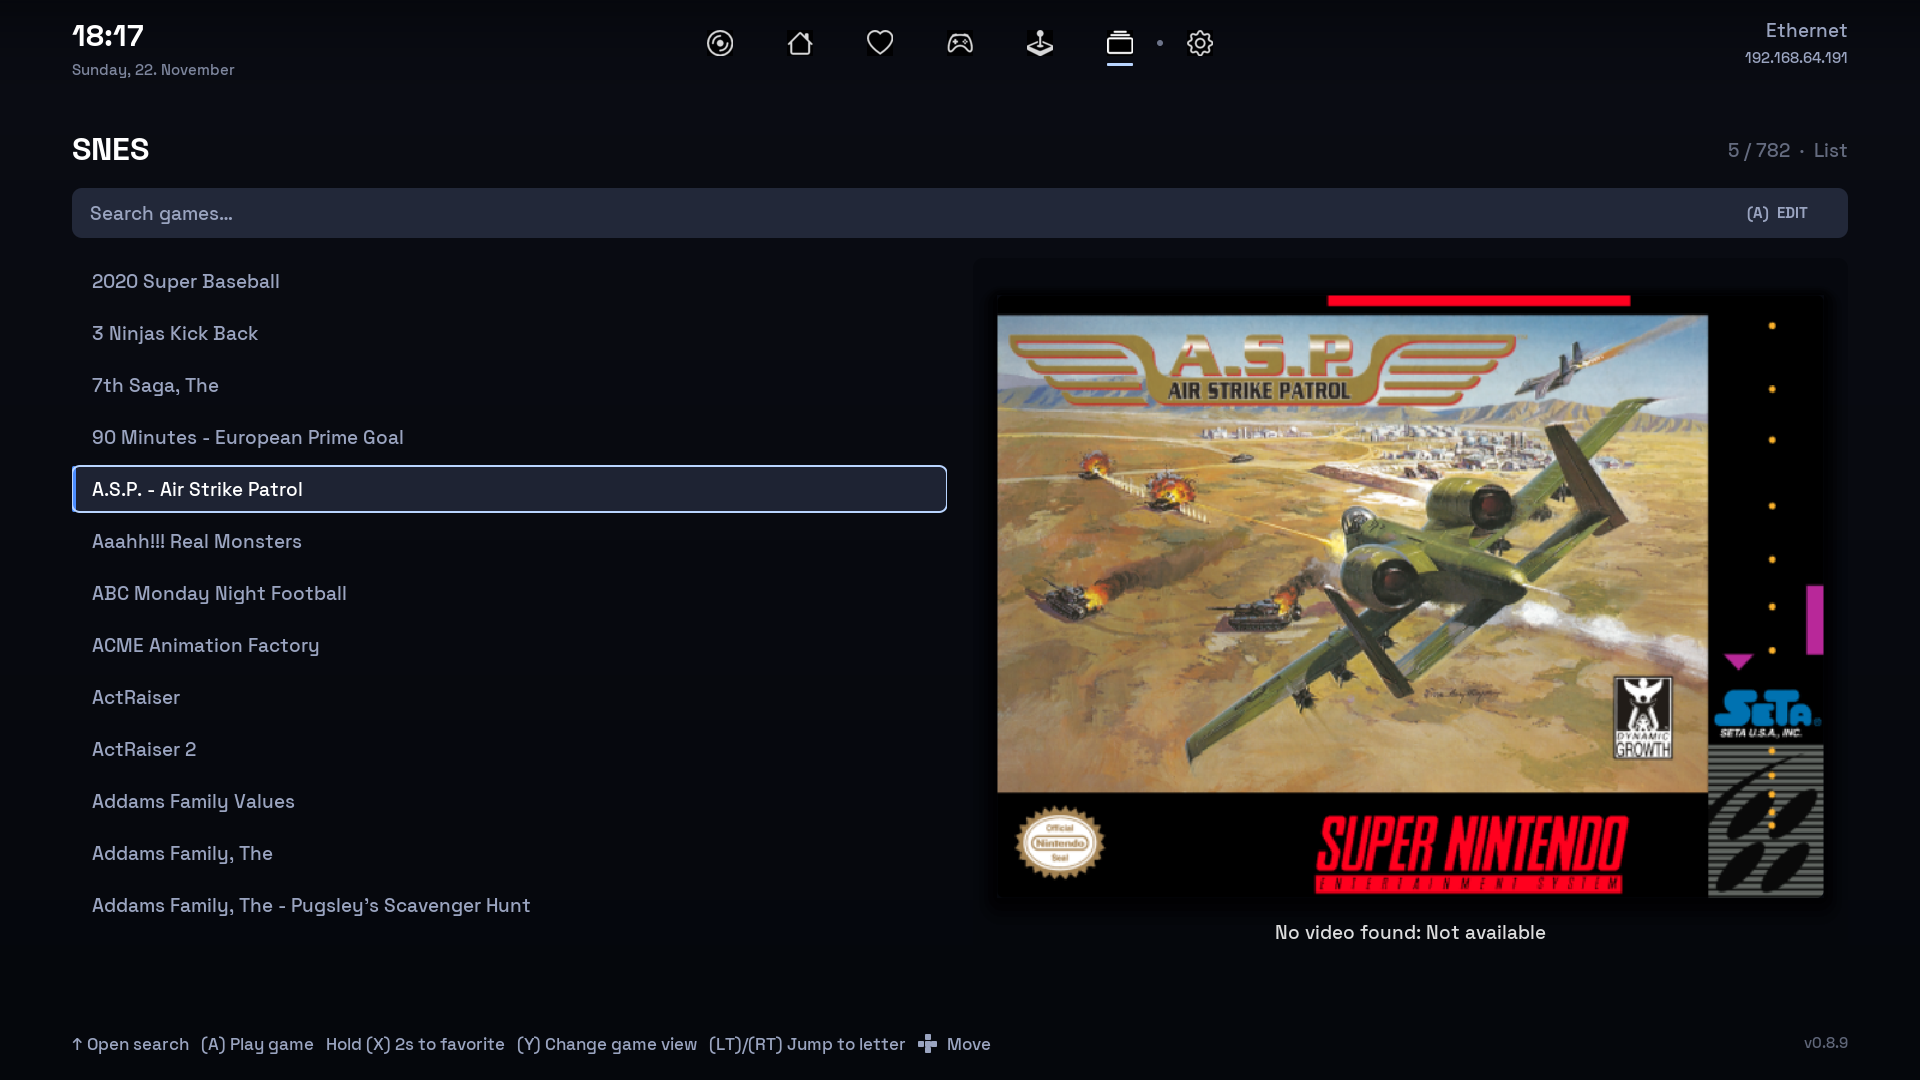 18:17
Sunday, 22. November
Ethernet
192.168.64.191
SNES
5 / 782 · List
Search games...
(A) EDIT
2020 Super Baseball
3 Ninjas Kick Back
7th Saga, The
90 Minutes - European Prime Goal
A.S.P. - Air Strike Patrol
Aaahh!!! Real Monsters
ABC Monday Night Football
ACME Animation Factory
ActRaiser
ActRaiser 2
Addams Family Values
Addams Family, The
Addams Family, The - Pugsley's Scavenger Hunt
A.S.P.
AIR STRIKE PATROL
DYNAMIC
GROWTH
SETA
SETA U.S.A., INC.
Official
Nintendo
Seal
SUPER NINTENDO
ENTERTAINMENT SYSTEM
No video found: Not available
↑ Open search (A) Play game Hold (X) 2s to favorite (Y) Change game view (LT)/(RT) Jump to letter Move
v0.8.9